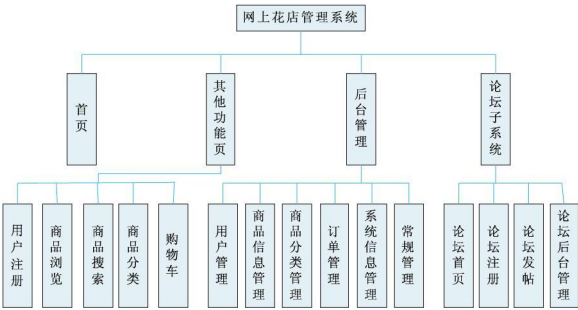 网上花店管理系统
首页
其他功能页
后台管理
论坛子系统
用户注册
商品浏览
商品搜索
商品分类
购物车
用户管理
商品信息管理
商品分类管理
订单管理
系统信息管理
常规管理
论坛首页
论坛注册
论坛发帖
论坛后台管理